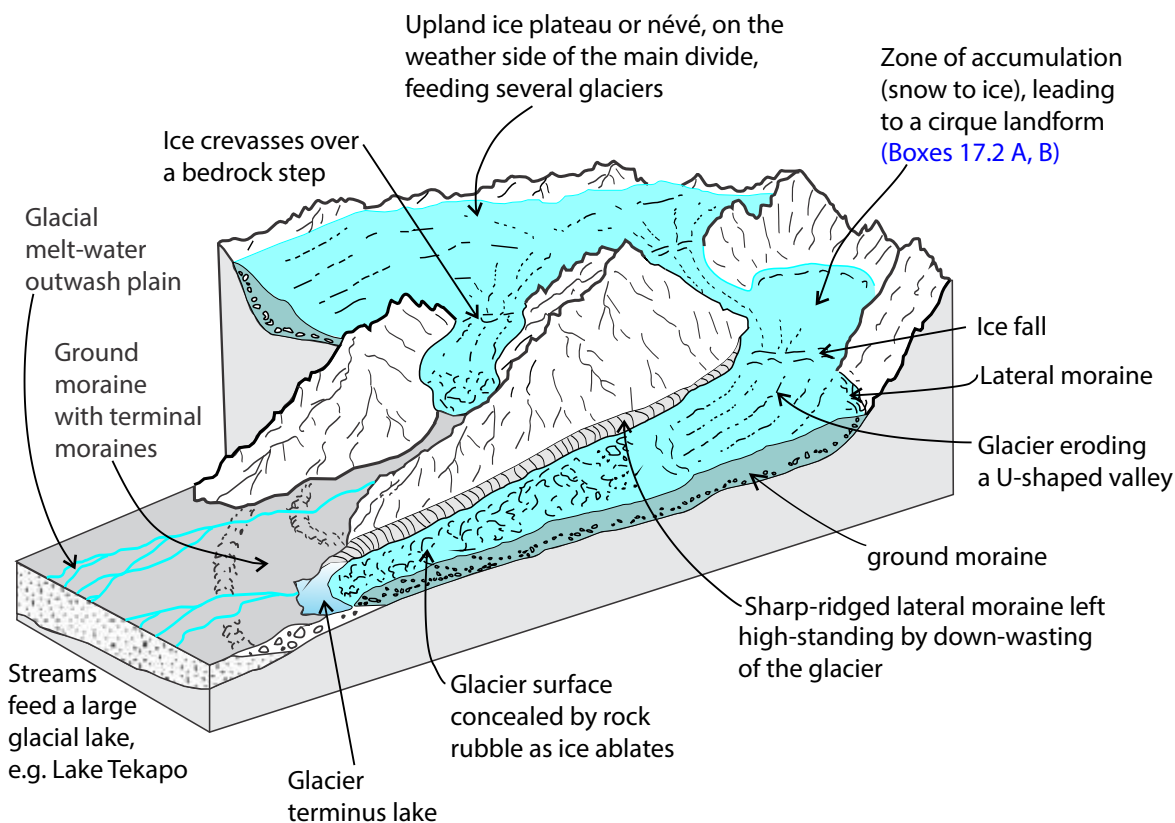 Upland ice plateau or névé, on the
weather side of the main divide,
feeding several glaciers
Zone of accumulation
(snow to ice), leading
to a cirque landform
(Boxes 17.2 A, B)
Ice crevasses over
a bedrock step
Glacial
melt-water
outwash plain
Ground
moraine
with terminal
moraines
Ice fall
Lateral moraine
Glacier eroding
a U-shaped valley
ground moraine
Sharp-ridged lateral moraine left
high-standing by down-wasting
of the glacier
Streams
feed a large
glacial lake,
e.g. Lake Tekapo
Glacier surface
concealed by rock
rubble as ice ablates
Glacier
terminus lake